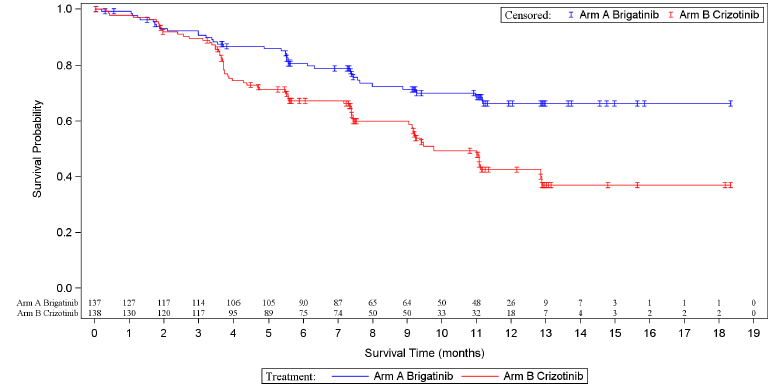 Censored: Arm A Brigatinib Arm B Crizotinib
1.0
0.8
0.6
0.4
0.2
0.0
Survival Probability
Arm A Brigatinib 137 127 117 114 106 105 90 87 65 64 50 48 26 9 7 3 1 1 1 0
Arm B Crizotinib 138 130 120 117 95 89 75 74 50 50 33 32 18 7 4 3 2 2 2 0
0 1 2 3 4 5 6 7 8 9 10 11 12 13 14 15 16 17 18 19
Survival Time (months)
Treatment: Arm A Brigatinib Arm B Crizotinib